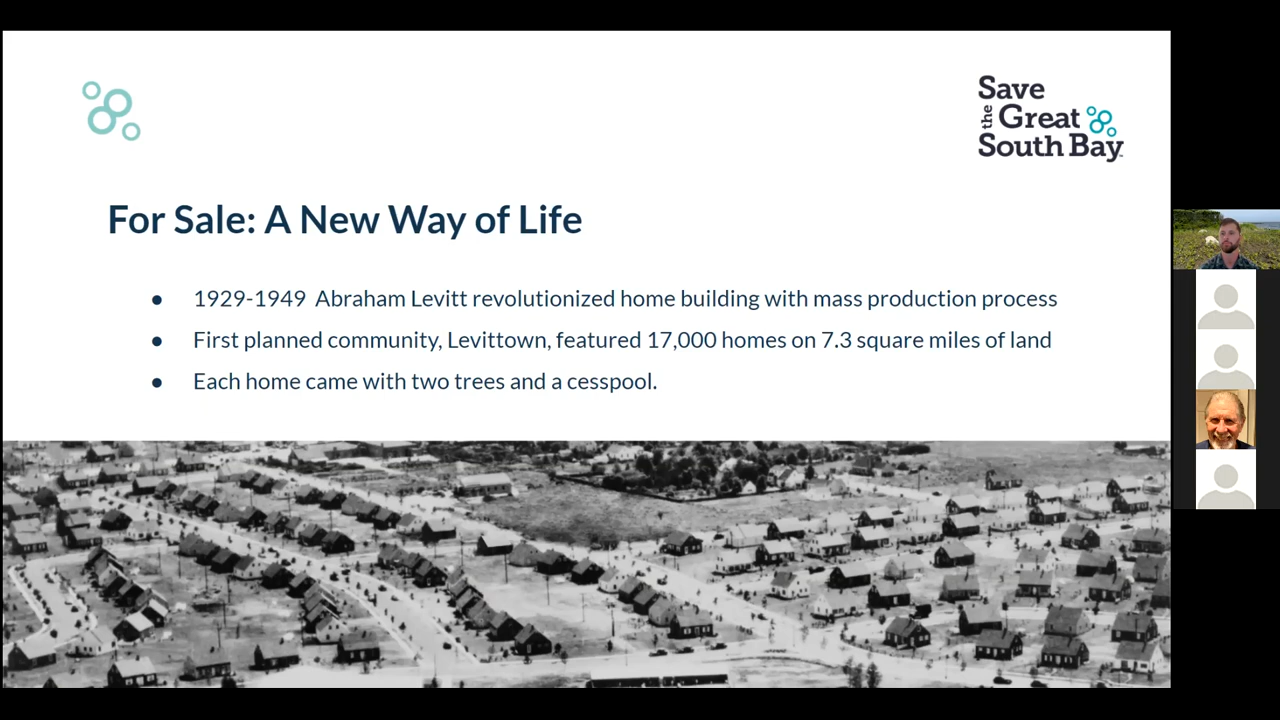 Save
the Great
South Bay
For Sale: A New Way of Life
● 1929-1949 Abraham Levitt revolutionized home building with mass production process
● First planned community, Levittown, featured 17,000 homes on 7.3 square miles of land
● Each home came with two trees and a cesspool.